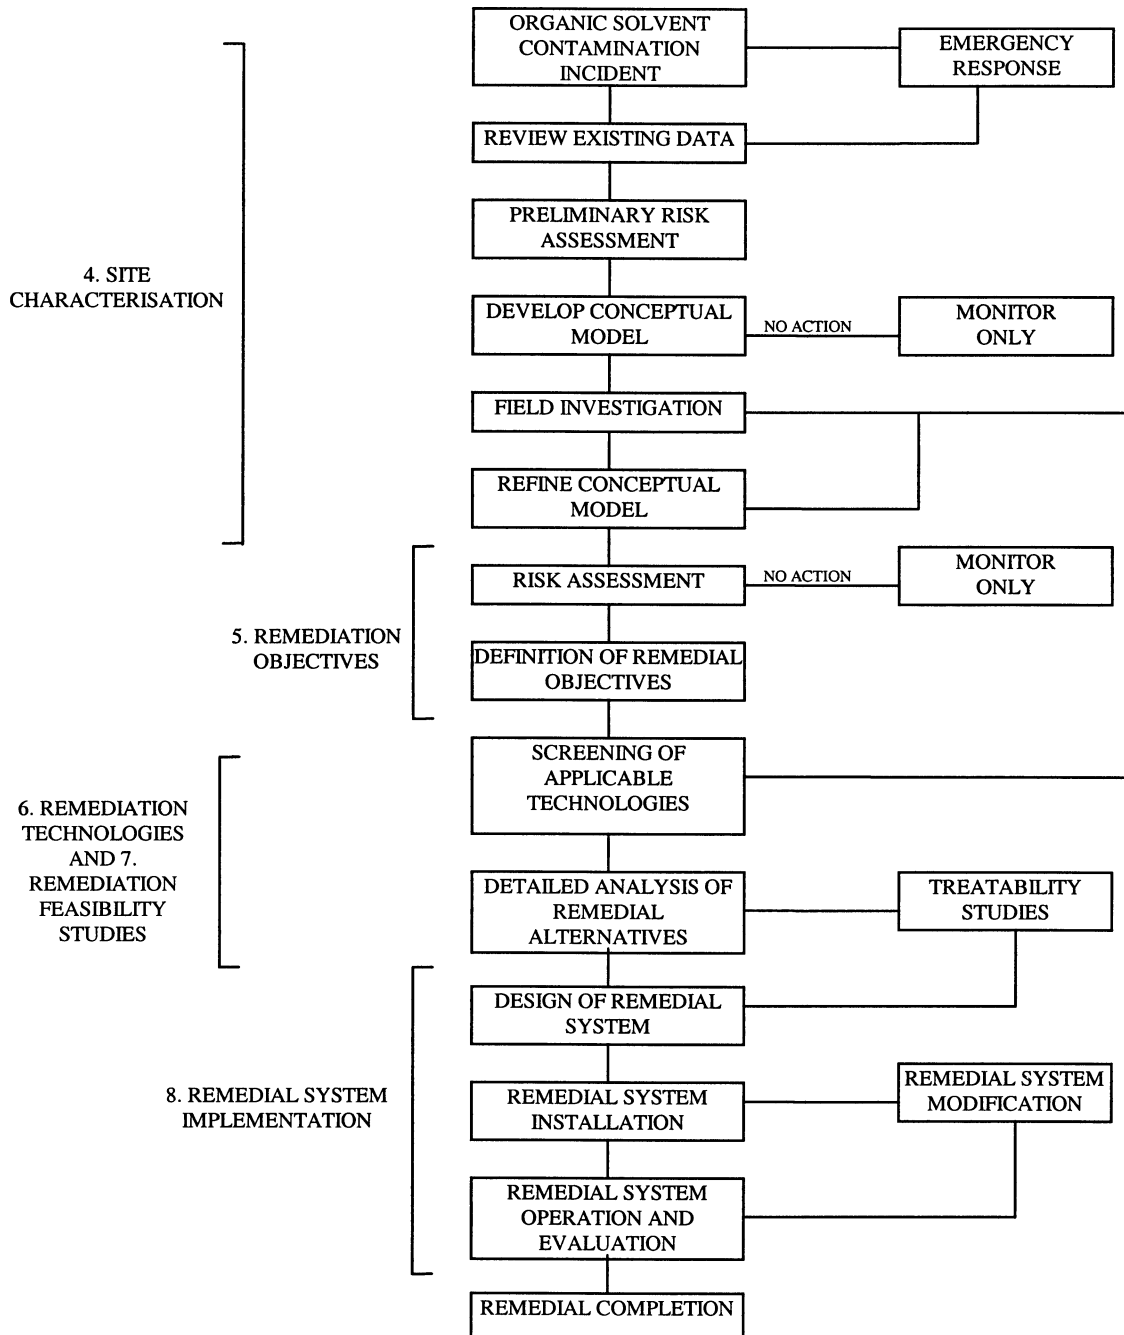 ORGANIC SOLVENT
CONTAMINATION
INCIDENT
EMERGENCY
RESPONSE
REVIEW EXISTING DATA
PRELIMINARY RISK
ASSESSMENT
4. SITE
CHARACTERISATION
DEVELOP CONCEPTUAL
MODEL
NO ACTION
MONITOR
ONLY
FIELD INVESTIGATION
REFINE CONCEPTUAL
MODEL
RISK ASSESSMENT
NO ACTION
MONITOR
ONLY
5. REMEDIATION
OBJECTIVES
DEFINITION OF REMEDIAL
OBJECTIVES
SCREENING OF
APPLICABLE
TECHNOLOGIES
6. REMEDIATION
TECHNOLOGIES
AND 7.
REMEDIATION
FEASIBILITY
STUDIES
DETAILED ANALYSIS OF
REMEDIAL
ALTERNATIVES
TREATABILITY
STUDIES
DESIGN OF REMEDIAL
SYSTEM
8. REMEDIAL SYSTEM
IMPLEMENTATION
REMEDIAL SYSTEM
INSTALLATION
REMEDIAL SYSTEM
MODIFICATION
REMEDIAL SYSTEM
OPERATION AND
EVALUATION
REMEDIAL COMPLETION